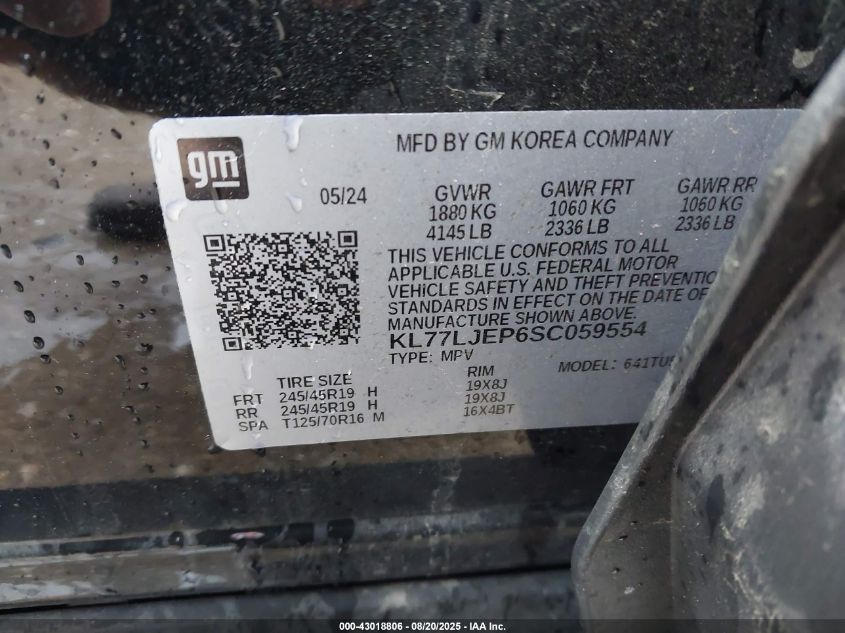 gm
MFD BY GM KOREA COMPANY
05/24
GVWR
1880 KG
4145 LB
GAWR FRT
1060 KG
2336 LB
GAWR RR
1060 KG
2336 LB
THIS VEHICLE CONFORMS TO ALL
APPLICABLE U.S. FEDERAL MOTOR
VEHICLE SAFETY AND THEFT PREVENTION
STANDARDS IN EFFECT ON THE DATE OF
MANUFACTURE SHOWN ABOVE.
KL77LJEP6SC059554
TYPE: MPV
MODEL:
TIRE SIZE
RIM
FRT 245/45R19 H 19X8J
RR 245/45R19 H 19X8J
SPA T125/70R16 M 16X4BT
000-43018806 - 08/20/2025 - IAA Inc.